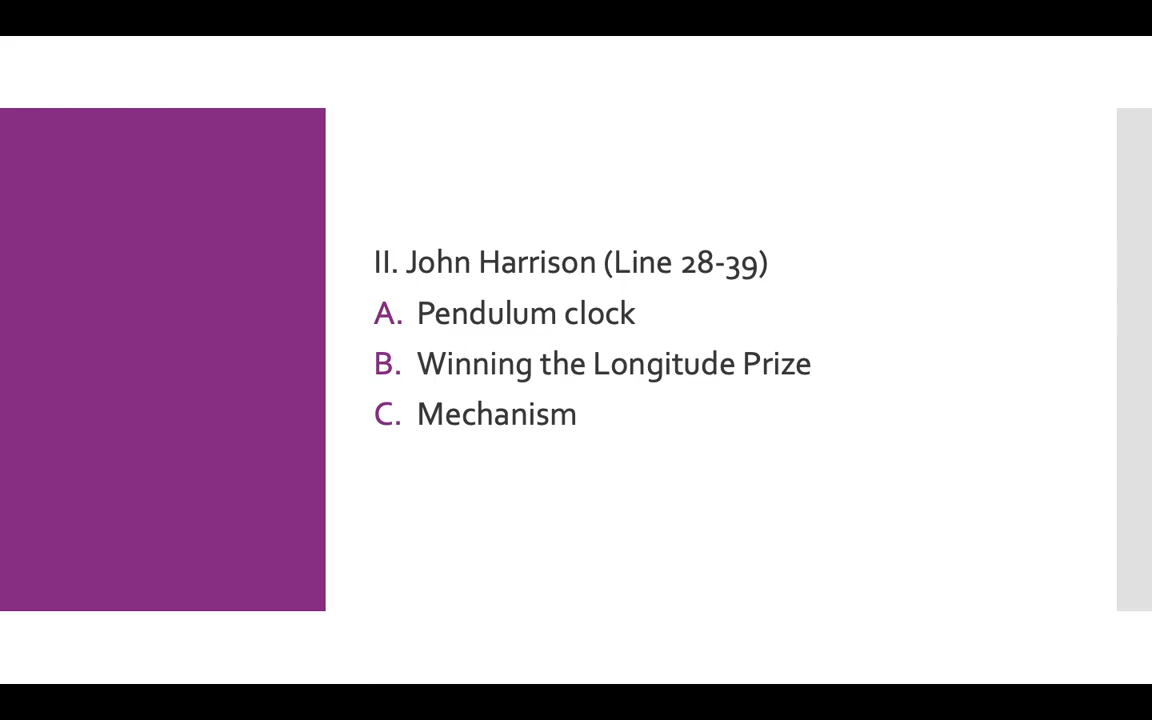 II. John Harrison (Line 28-39)
A. Pendulum clock
B. Winning the Longitude Prize
C. Mechanism